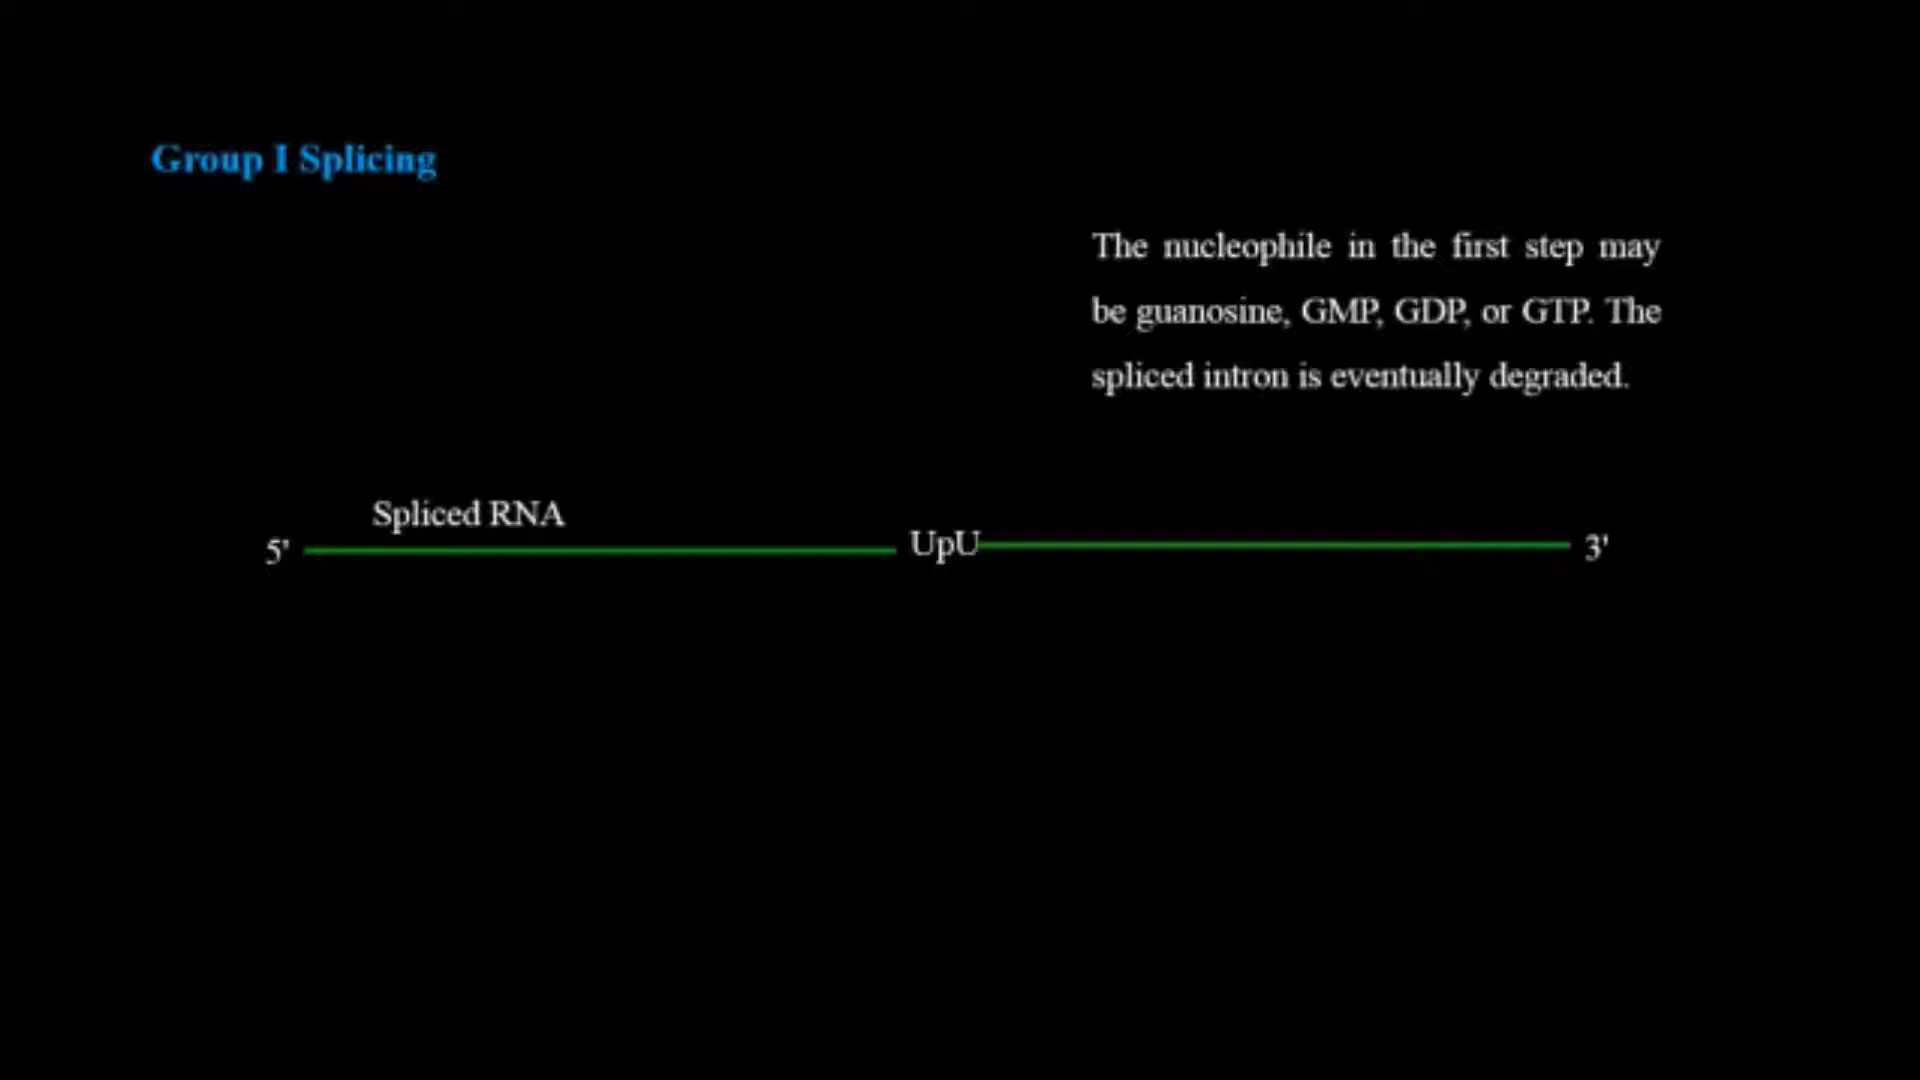 Group I Splicing
The nucleophile in the first step may
be guanosine, GMP, GDP, or GTP. The
spliced intron is eventually degraded.
Spliced RNA
5' UpU 3'